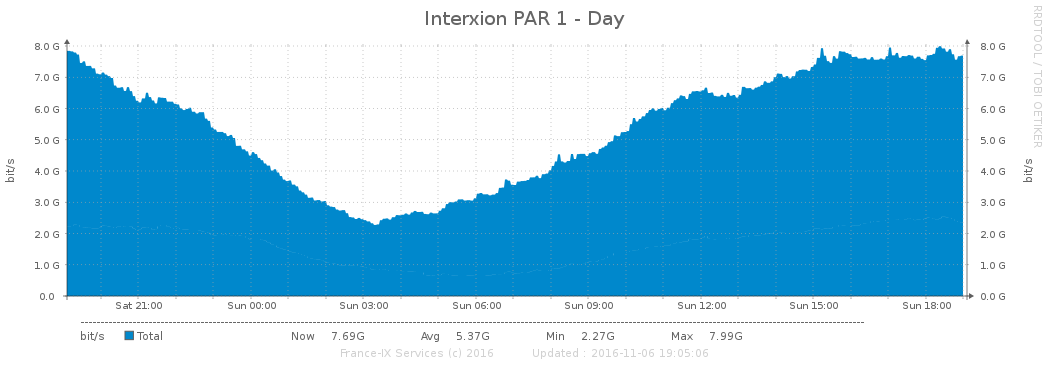 Interxion PAR 1 - Day
RRDTOOL / TOBI OETIKER
bit/s
bit/s
8.0 G 8.0 G
7.0 G 7.0 G
6.0 G 6.0 G
5.0 G 5.0 G
4.0 G 4.0 G
3.0 G 3.0 G
2.0 G 2.0 G
1.0 G 1.0 G
0.0 0.0 G
Sat 21:00 Sun 00:00 Sun 03:00 Sun 06:00 Sun 09:00 Sun 12:00 Sun 15:00 Sun 18:00
bit/s Total Now 7.69G Avg 5.37G Min 2.27G Max 7.99G
France-IX Services (c) 2016 Updated : 2016-11-06 19:05:06